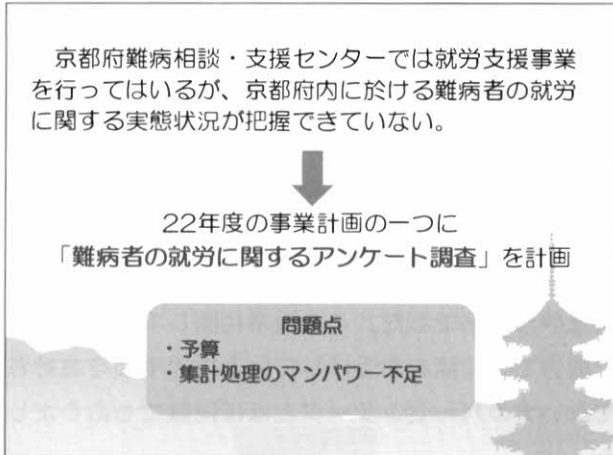 京都府難病相談・支援センターでは就労支援事業
を行ってはいるが、京都府内に於ける難病者の就労
に関する実態状況が把握できていない。
22年度の事業計画の一つに
「難病者の就労に関するアンケート調査」を計画
問題点
・予算
・集計処理のマンパワー不足